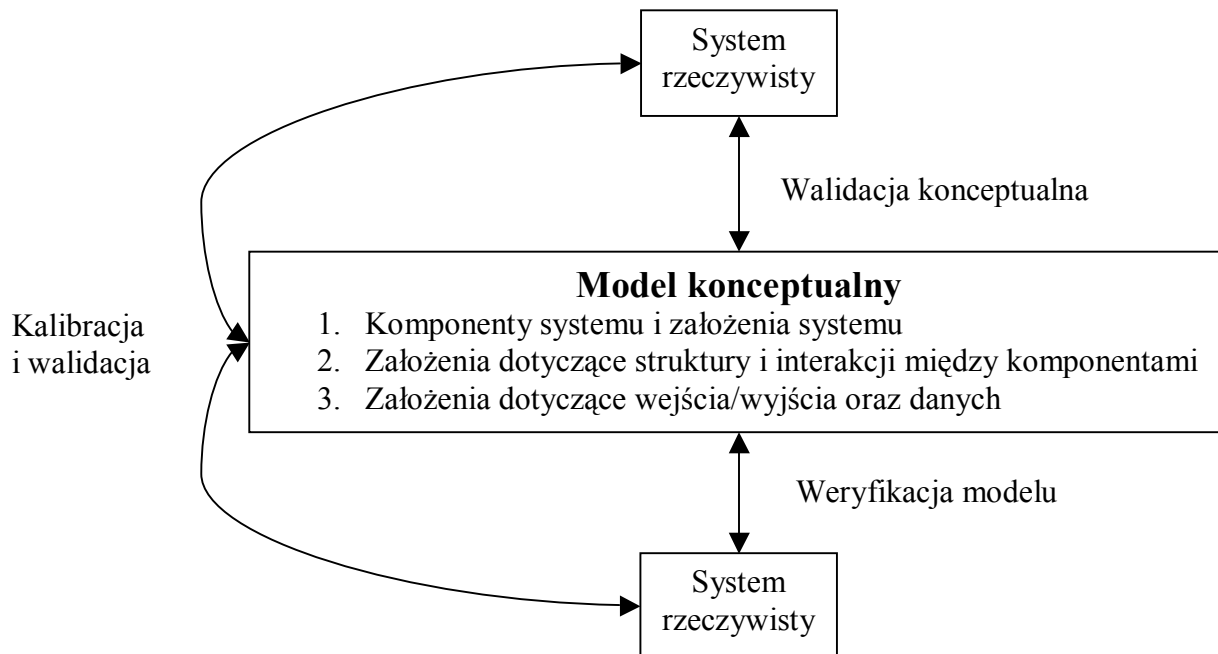 System
rzeczywisty
Walidacja konceptualna
Model konceptualny
1. Komponenty systemu i założenia systemu
2. Założenia dotyczące struktury i interakcji między komponentami
3. Założenia dotyczące wejścia/wyjścia oraz danych
Kalibracja
i walidacja
Weryfikacja modelu
System
rzeczywisty